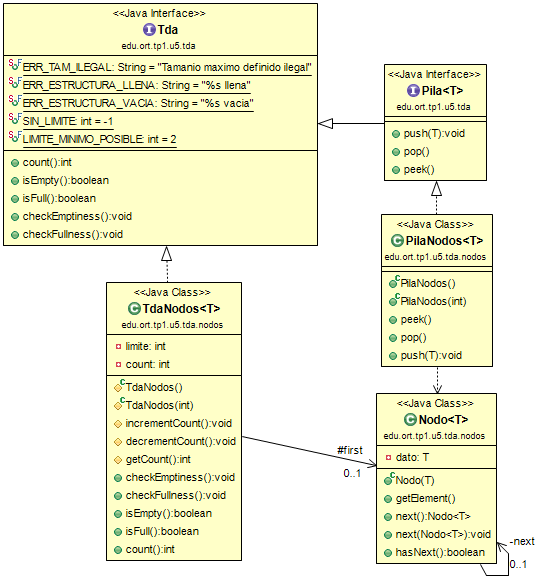 <<Java Interface>>
Tda
edu.ort.tp1.u5.tda
ERR_TAM_ILEGAL: String = "Tamanio maximo definido ilegal"
ERR_ESTRUCTURA_LLENA: String = "%s llena"
ERR_ESTRUCTURA_VACIA: String = "%s vacia"
SIN_LIMITE: int = -1
LIMITE_MINIMO_POSIBLE: int = 2
count():int
isEmpty():boolean
isFull():boolean
checkEmptiness():void
checkFullness():void
<<Java Interface>>
Pila<T>
edu.ort.tp1.u5.tda
push(T):void
pop()
peek()
<<Java Class>>
PilaNodos<T>
edu.ort.tp1.u5.tda.nodos
PilaNodos()
PilaNodos(int)
peek()
pop()
push(T):void
<<Java Class>>
TdaNodos<T>
edu.ort.tp1.u5.tda.nodos
limite: int
count: int
TdaNodos()
TdaNodos(int)
incrementCount():void
decrementCount():void
getCount():int
checkEmptiness():void
checkFullness():void
isEmpty():boolean
isFull():boolean
count():int
#first
0..1
<<Java Class>>
Nodo<T>
edu.ort.tp1.u5.tda.nodos
dato: T
Nodo(T)
getElement()
next():Nodo<T>
next(Nodo<T>):void
hasNext():boolean
-next
0..1